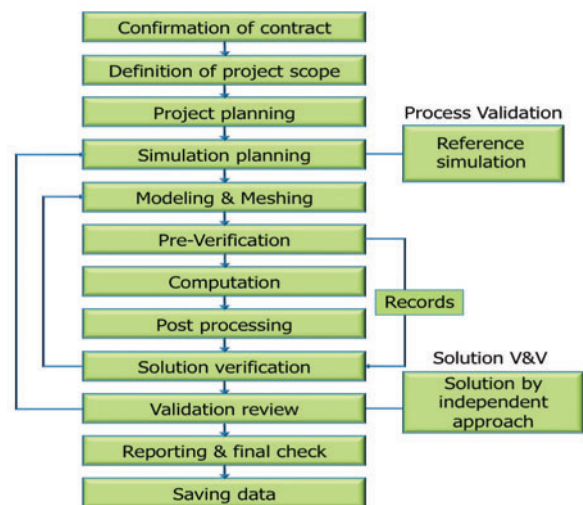 Confirmation of contract
Definition of project scope
Project planning
Process Validation
Simulation planning
Reference
simulation
Modeling & Meshing
Pre-Verification
Computation
Records
Post processing
Solution verification
Solution V&V
Validation review
Solution by
independent
approach
Reporting & final check
Saving data